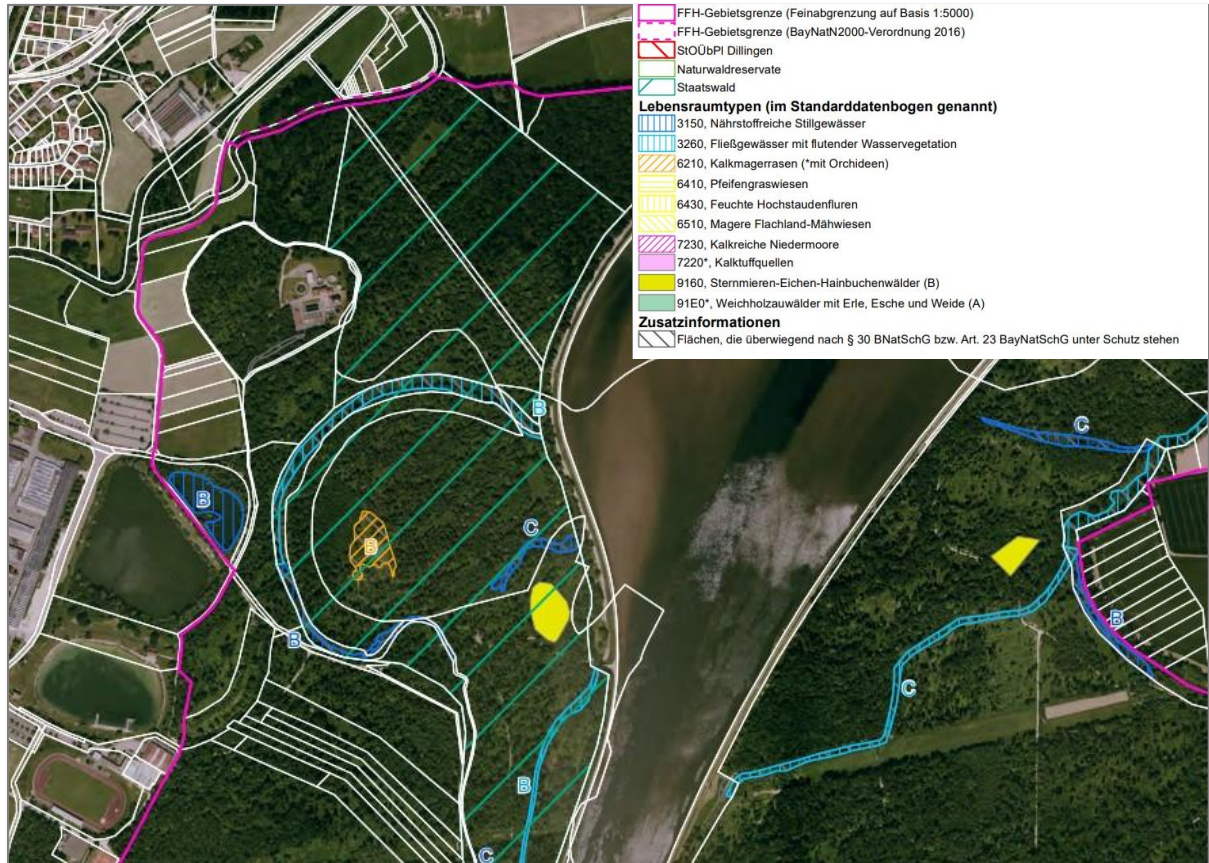 FFH-Gebietsgrenze (Feinabgrenzung auf Basis 1:5000)
FFH-Gebietsgrenze (BayNatN2000-Verordnung 2016)
StOÜbPl Dillingen
Naturwaldreservate
Staatswald
Lebensraumtypen (im Standarddatenbogen genannt)
3150, Nährstoffreiche Stillgewässer
3260, Fließgewässer mit flutender Wasservegetation
6210, Kalkmagerrasen (*mit Orchideen)
6410, Pfeifengraswiesen
6430, Feuchte Hochstaudenfluren
6510, Magere Flachland-Mähwiesen
7230, Kalkreiche Niedermoore
7220*, Kalktuffquellen
9160, Sternmieren-Eichen-Hainbuchenwälder (B)
91E0*, Weichholzauwälder mit Erle, Esche und Weide (A)
Zusatzinformationen
Flächen, die überwiegend nach § 30 BNatSchG bzw. Art. 23 BayNatSchG unter Schutz stehen
B
C
B
C
B
B
B
C
B
C